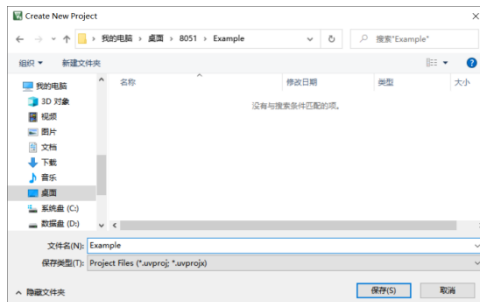 Create New Project
我的电脑 › 桌面 › 8051 › Example
搜索"Example"
组织 新建文件夹
名称 修改日期 类型 大小
没有与搜索条件匹配的项。
我的电脑
3D 对象
视频
图片
文档
下载
音乐
桌面
系统盘 (C:)
数据盘 (D:)
文件名(N): Example
保存类型(T): Project Files (*.uvproj; *.uvprojx)
隐藏文件夹
保存(S) 取消